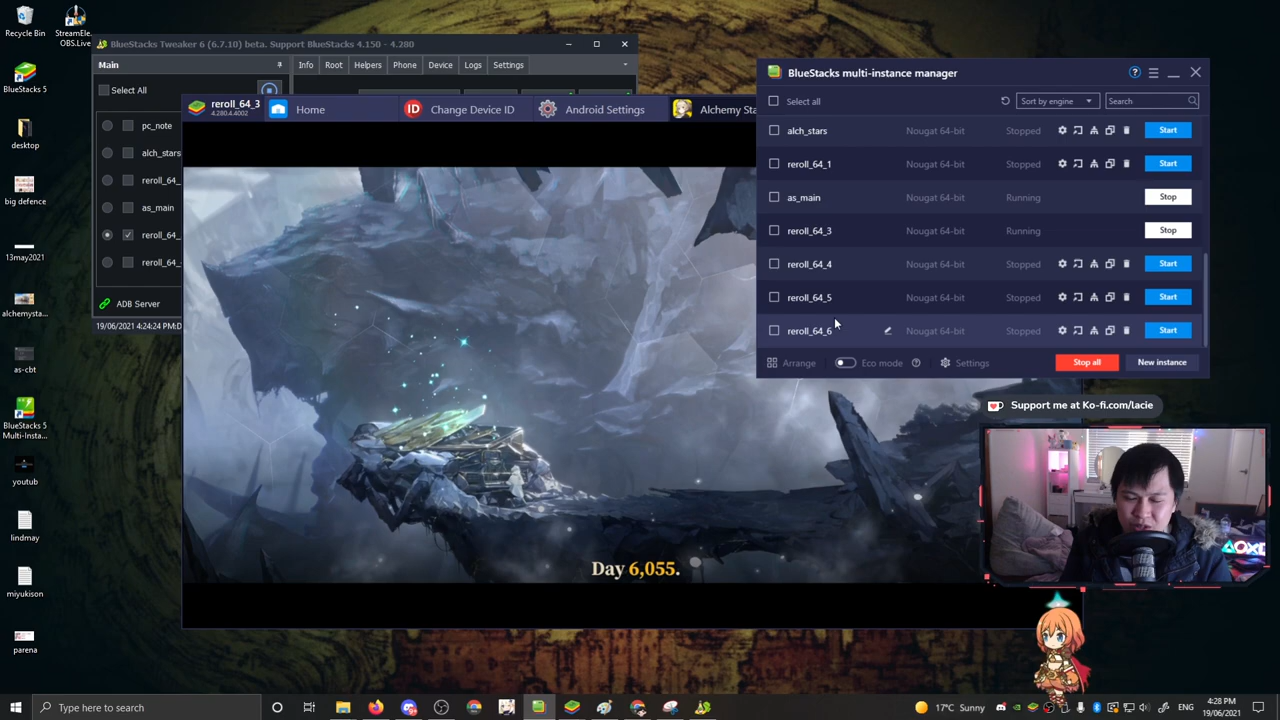 Recycle Bin
StreamEle...
OBS.Live
BlueStacks 5
desktop
big defence
13may2021
alchemysta...
as-cbt
BlueStacks 5
Multi-Insta...
youtub
lindmay
miyukison
parena
BlueStacks Tweaker 6 (6.7.10) beta. Support BlueStacks 4.150 - 4.280
Main
Info
Root
Helpers
Phone
Device
Logs
Settings
Select All
pc_note
alch_stars
reroll_64_
as_main
reroll_64_
reroll_64_
ADB Server
19/06/2021 4:24:24 PM:D
reroll_64_3
4.280.4.4002
Home
ID
Change Device ID
Android Settings
Alchemy Sta
Day 6,055.
BlueStacks multi-instance manager
Select all
Sort by engine
Search
alch_stars Nougat 64-bit Stopped Start
reroll_64_1 Nougat 64-bit Stopped Start
as_main Nougat 64-bit Running Stop
reroll_64_3 Nougat 64-bit Running Stop
reroll_64_4 Nougat 64-bit Stopped Start
reroll_64_5 Nougat 64-bit Stopped Start
reroll_64_6 Nougat 64-bit Stopped Start
Arrange
Eco mode
Settings
Stop all
New instance
Support me at Ko-fi.com/lacie
Type here to search
17°C Sunny
4:28 PM
19/06/2021